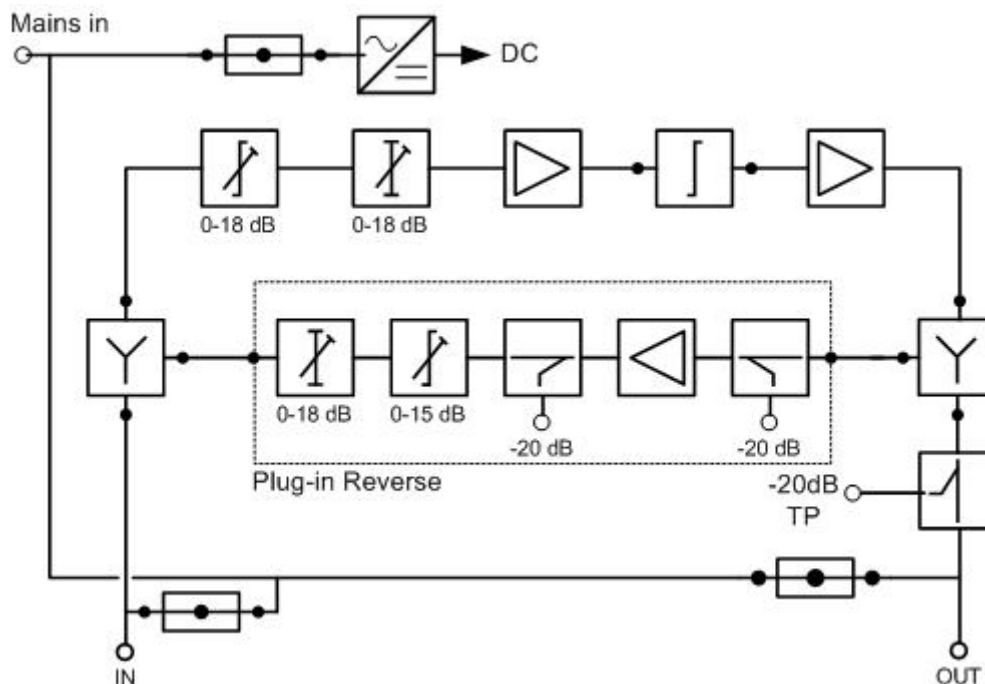 Mains in
DC
0-18 dB
0-18 dB
0-18 dB
0-15 dB
-20 dB
-20 dB
Plug-in Reverse
-20dB
TP
IN
OUT